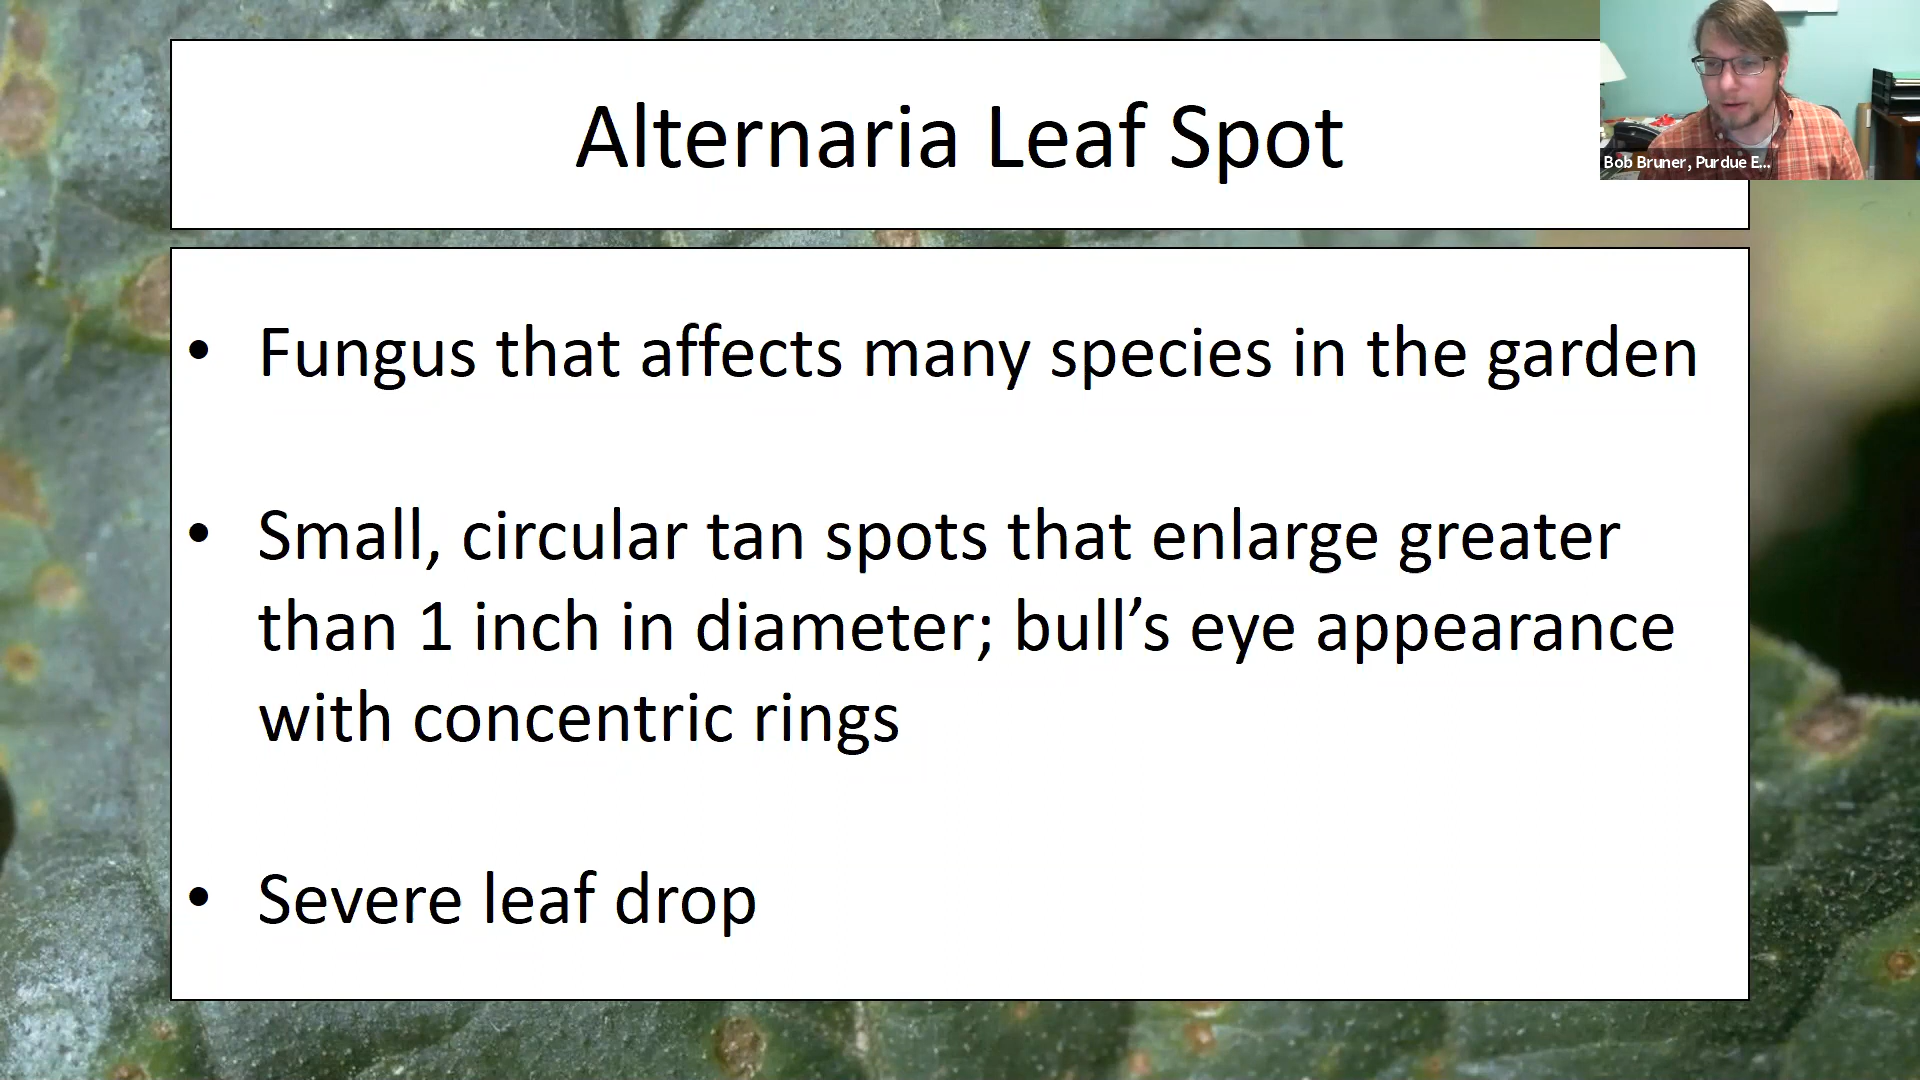 Alternaria Leaf Spot
Bob Bruner, Purdue E...
• Fungus that affects many species in the garden
• Small, circular tan spots that enlarge greater
than 1 inch in diameter; bull’s eye appearance
with concentric rings
• Severe leaf drop